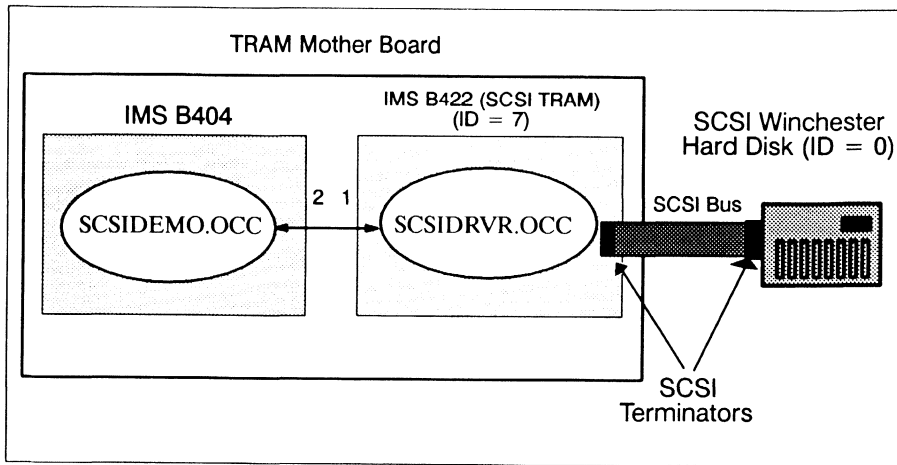 TRAM Mother Board
IMS B404
IMS B422 (SCSI TRAM)
(ID = 7)
SCSI Winchester
Hard Disk (ID = 0)
2 1
SCSI Bus
SCSIDEMO.OCC
SCSIDRVR.OCC
SCSI
Terminators